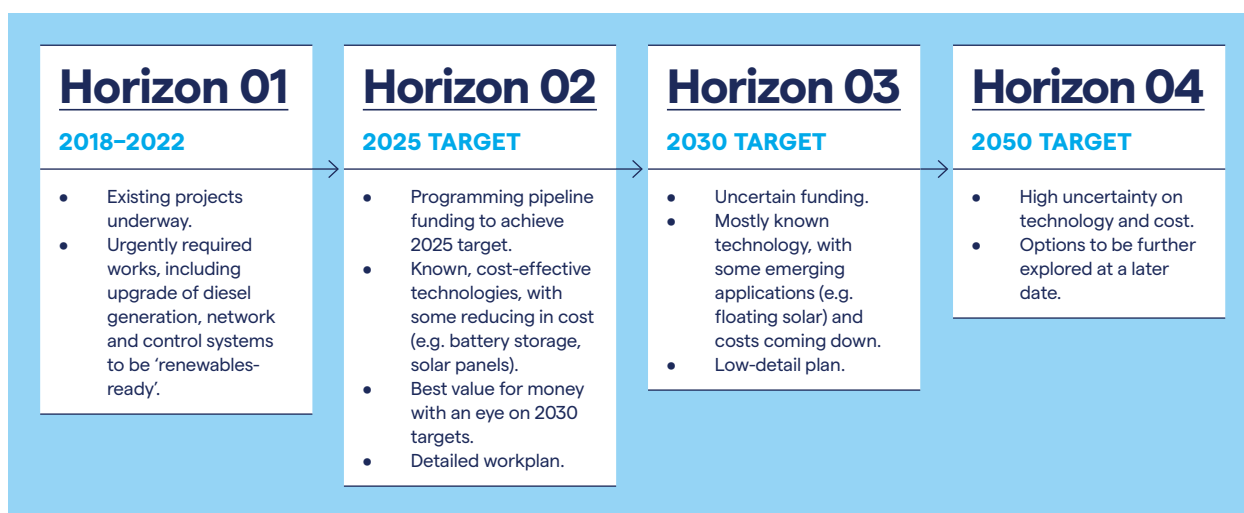 Horizon 01
2018–2022
• Existing projects
underway.
• Urgently required
works, including
upgrade of diesel
generation, network
and control systems
to be ‘renewables-
ready’.
Horizon 02
2025 TARGET
• Programming pipeline
funding to achieve
2025 target.
• Known, cost-effective
technologies, with
some reducing in cost
(e.g. battery storage,
solar panels).
• Best value for money
with an eye on 2030
targets.
• Detailed workplan.
Horizon 03
2030 TARGET
• Uncertain funding.
• Mostly known
technology, with
some emerging
applications (e.g.
floating solar) and
costs coming down.
• Low-detail plan.
Horizon 04
2050 TARGET
• High uncertainty on
technology and cost.
• Options to be further
explored at a later
date.